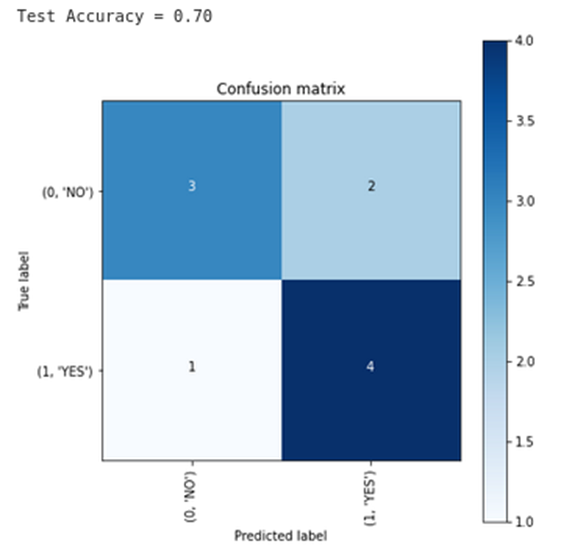 Test Accuracy = 0.70
Confusion matrix
4.0
3.5
3.0
2.5
2.0
1.5
1.0
True label
(0, 'NO')
3 2
(1, 'YES')
1 4
(0, 'NO')
(1, 'YES')
Predicted label